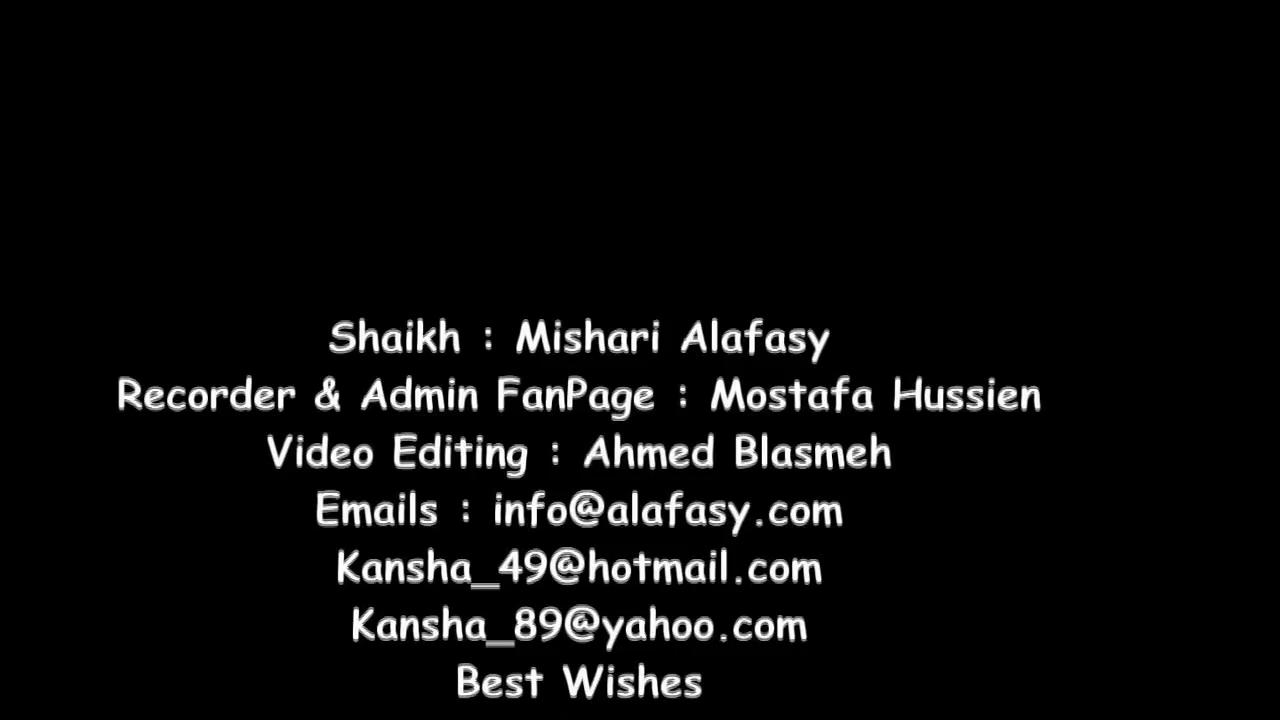 Shaikh : Mishari Alafasy
Recorder & Admin FanPage : Mostafa Hussien
Video Editing : Ahmed Blasmeh
Emails : info@alafasy.com
Kansha_49@hotmail.com
Kansha_89@yahoo.com
Best Wishes